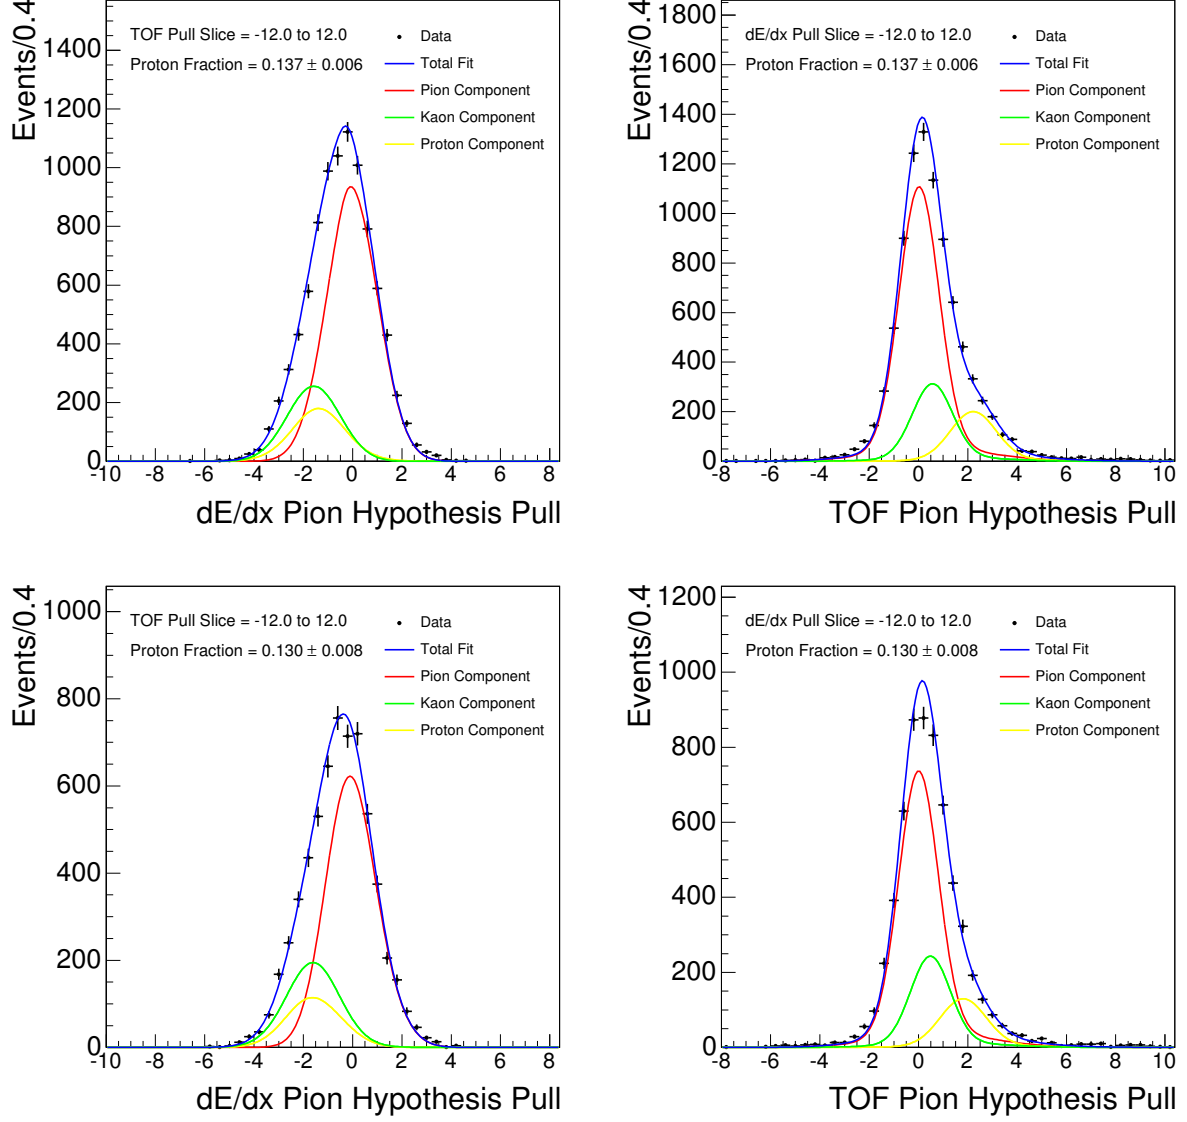 Events/0.4
1400
1200
1000
800
600
400
200
0
TOF Pull Slice = -12.0 to 12.0
Proton Fraction = 0.137 ± 0.006
Data
Total Fit
Pion Component
Kaon Component
Proton Component
-10 -8 -6 -4 -2 0 2 4 6 8
dE/dx Pion Hypothesis Pull
Events/0.4
1800
1600
1400
1200
1000
800
600
400
200
0
dE/dx Pull Slice = -12.0 to 12.0
Proton Fraction = 0.137 ± 0.006
Data
Total Fit
Pion Component
Kaon Component
Proton Component
-8 -6 -4 -2 0 2 4 6 8 10
TOF Pion Hypothesis Pull
Events/0.4
1000
800
600
400
200
0
TOF Pull Slice = -12.0 to 12.0
Proton Fraction = 0.130 ± 0.008
Data
Total Fit
Pion Component
Kaon Component
Proton Component
-10 -8 -6 -4 -2 0 2 4 6 8
dE/dx Pion Hypothesis Pull
Events/0.4
1200
1000
800
600
400
200
0
dE/dx Pull Slice = -12.0 to 12.0
Proton Fraction = 0.130 ± 0.008
Data
Total Fit
Pion Component
Kaon Component
Proton Component
-8 -6 -4 -2 0 2 4 6 8 10
TOF Pion Hypothesis Pull